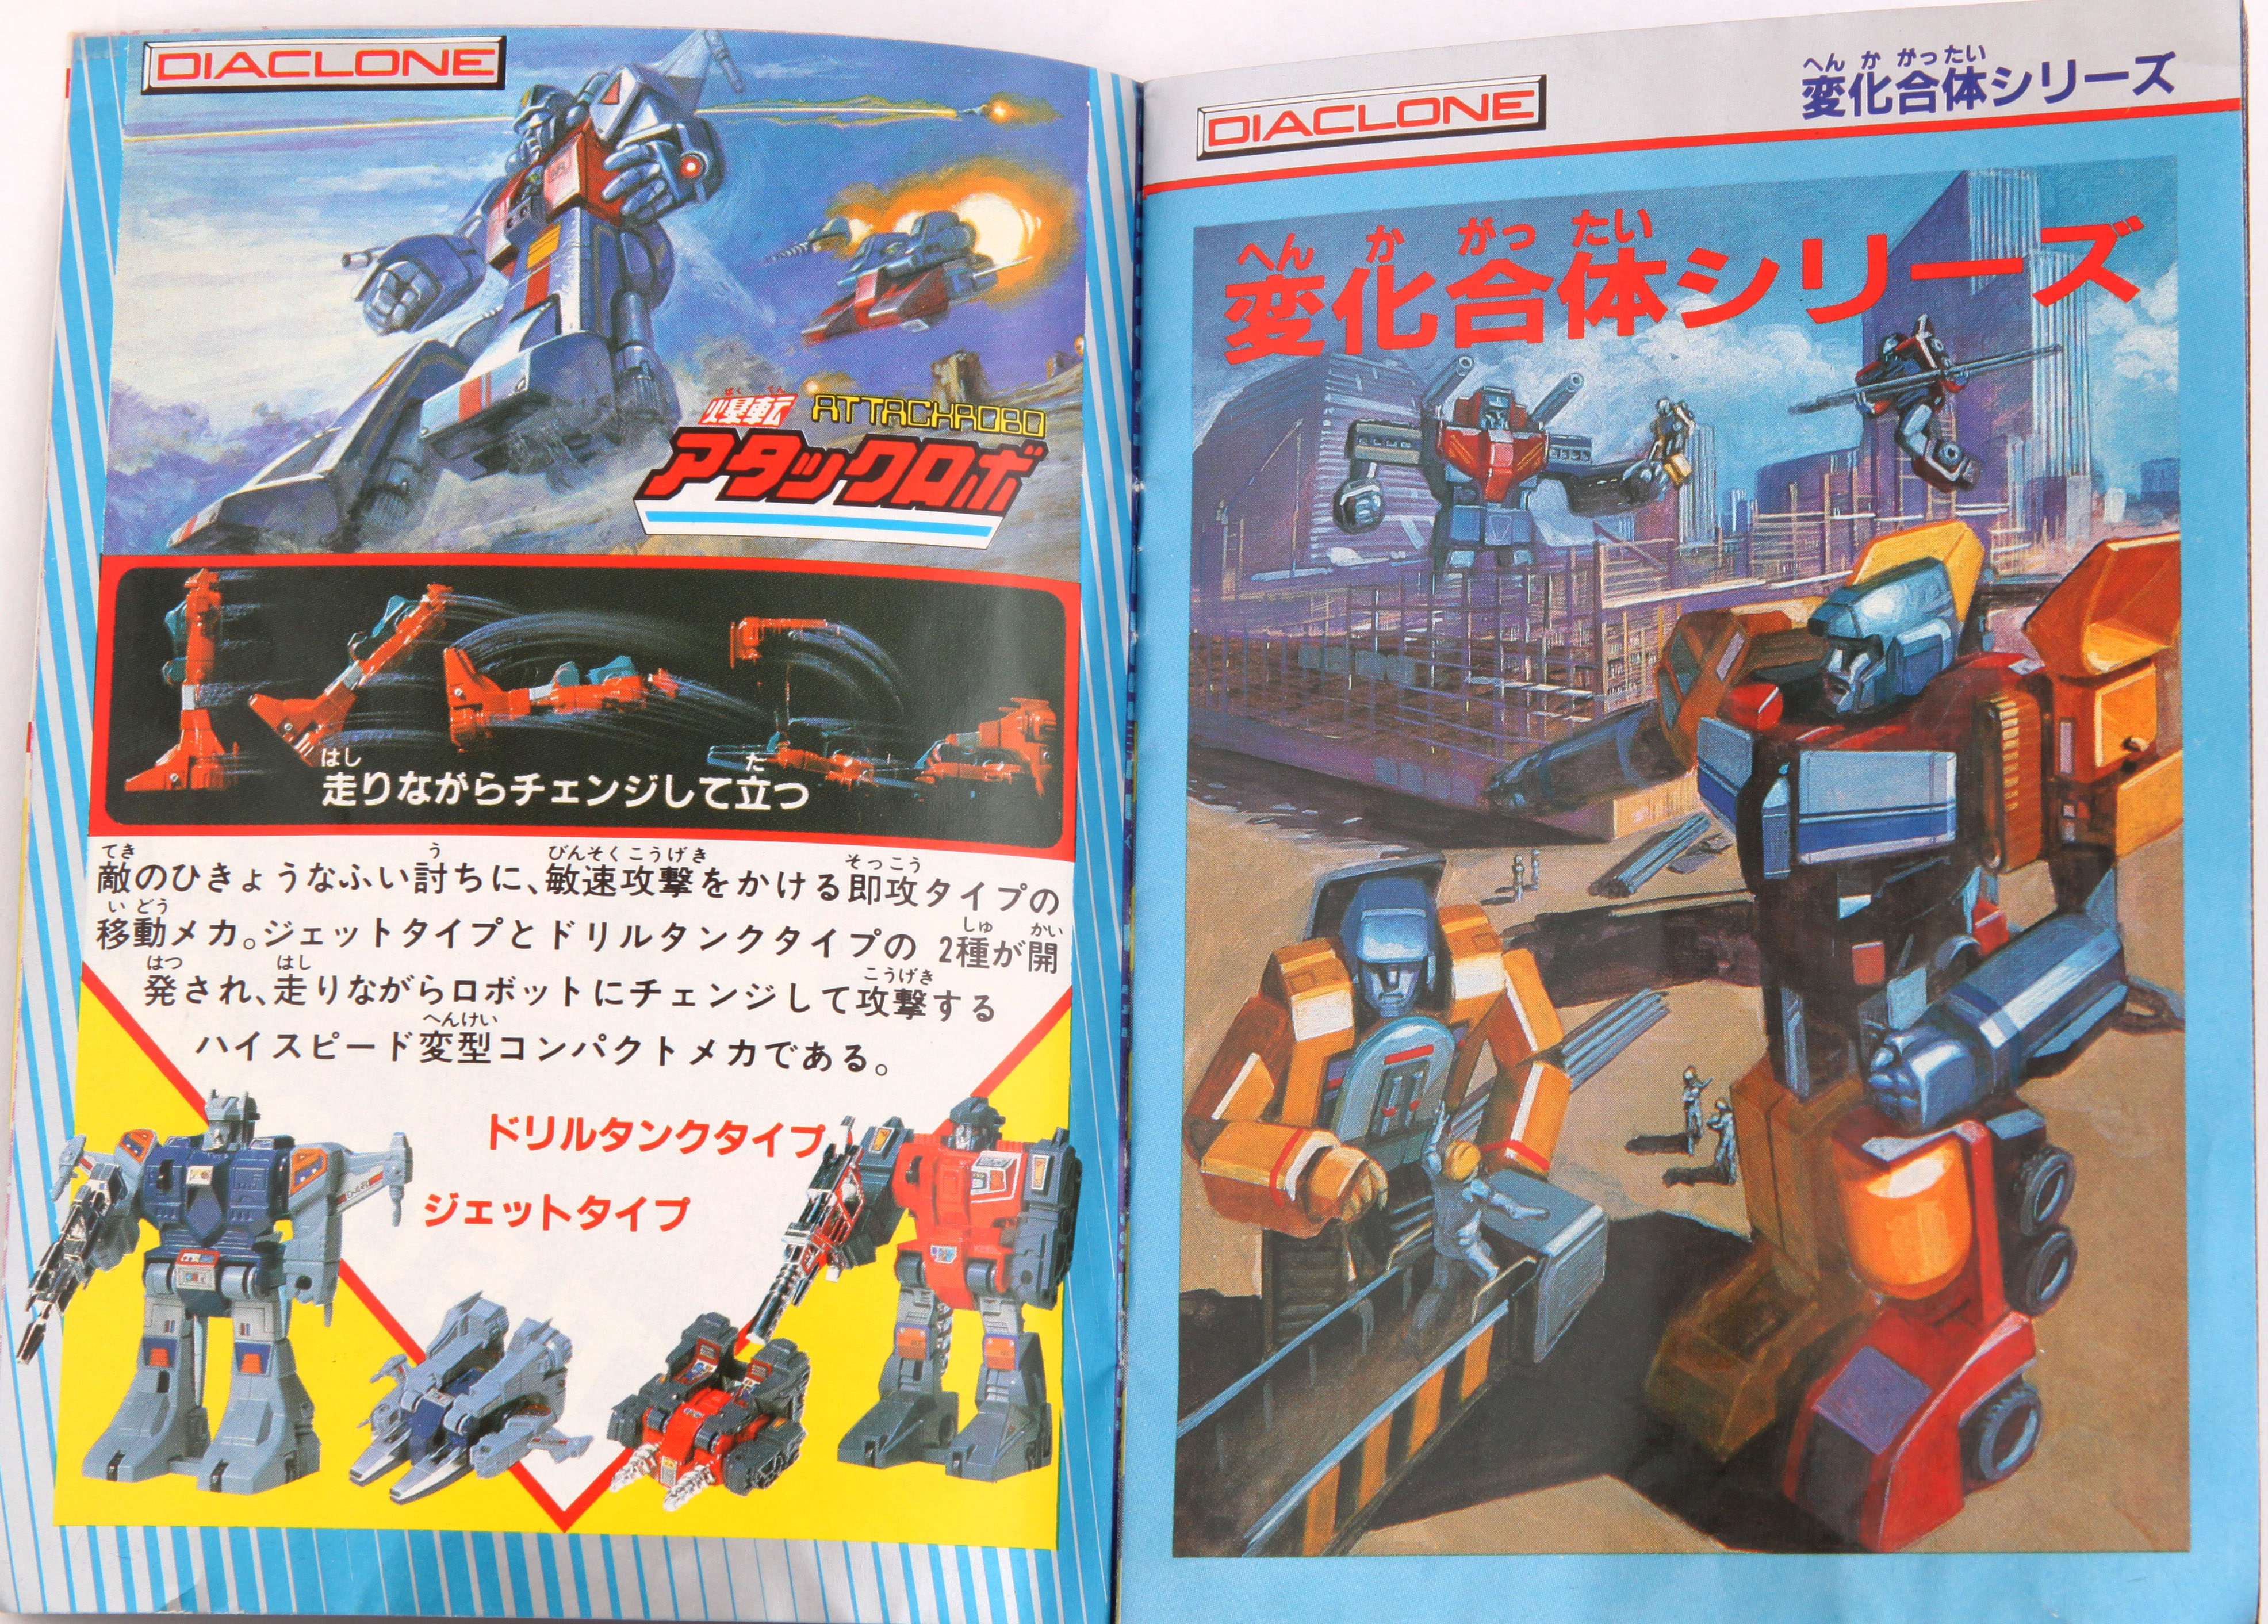 DIACLONE
爆転
ばく てん
ATTACKROBO
アタックロボ
はし た
走りながらチェンジして立つ
てき う びんそくこうげき そっこう
敵のひきょうなふい討ちに、敏速攻撃をかける即攻タイプの
い どう しゅ かい
移動メカ。ジェットタイプとドリルタンクタイプの 2種が開
はつ はし こうげき
発され、走りながらロボットにチェンジして攻撃する
へんけい
ハイスピード変型コンパクトメカである。
ドリルタンクタイプ
ジェットタイプ
DIACLONE
へん か がったい
変化合体シリーズ
へん か がっ たい
変化合体シリーズ